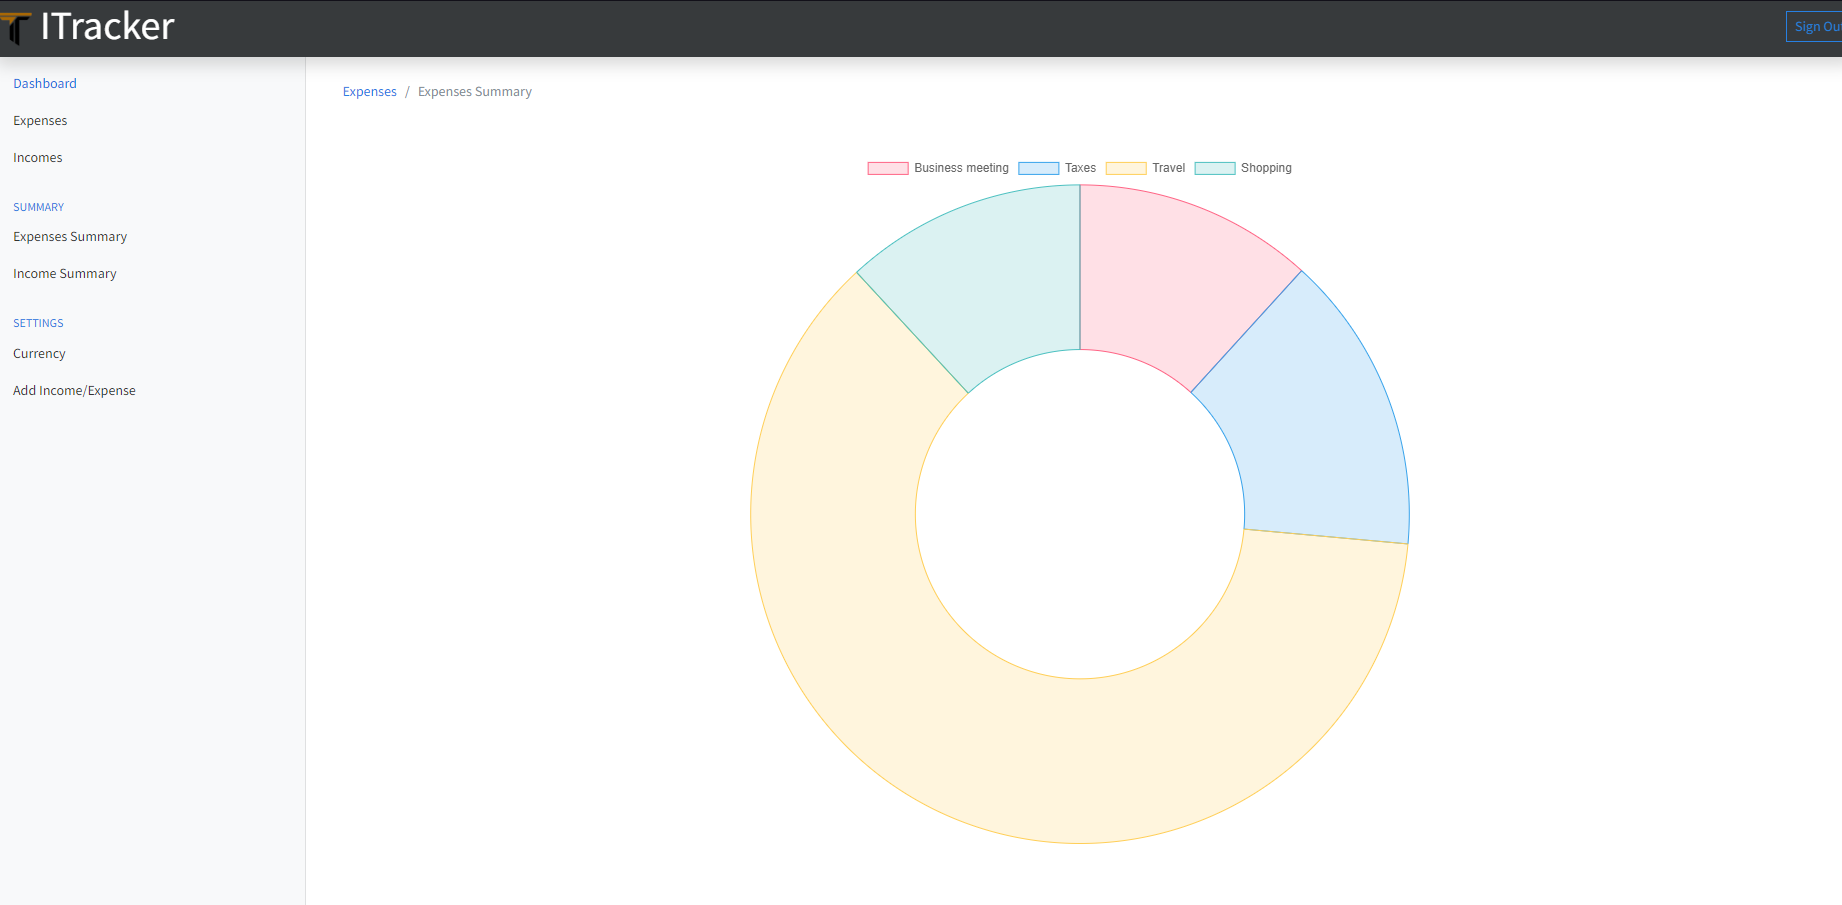 ITracker
Sign Ou
Dashboard
Expenses
Incomes
SUMMARY
Expenses Summary
Income Summary
SETTINGS
Currency
Add Income/Expense
Expenses / Expenses Summary
Business meeting Taxes Travel Shopping